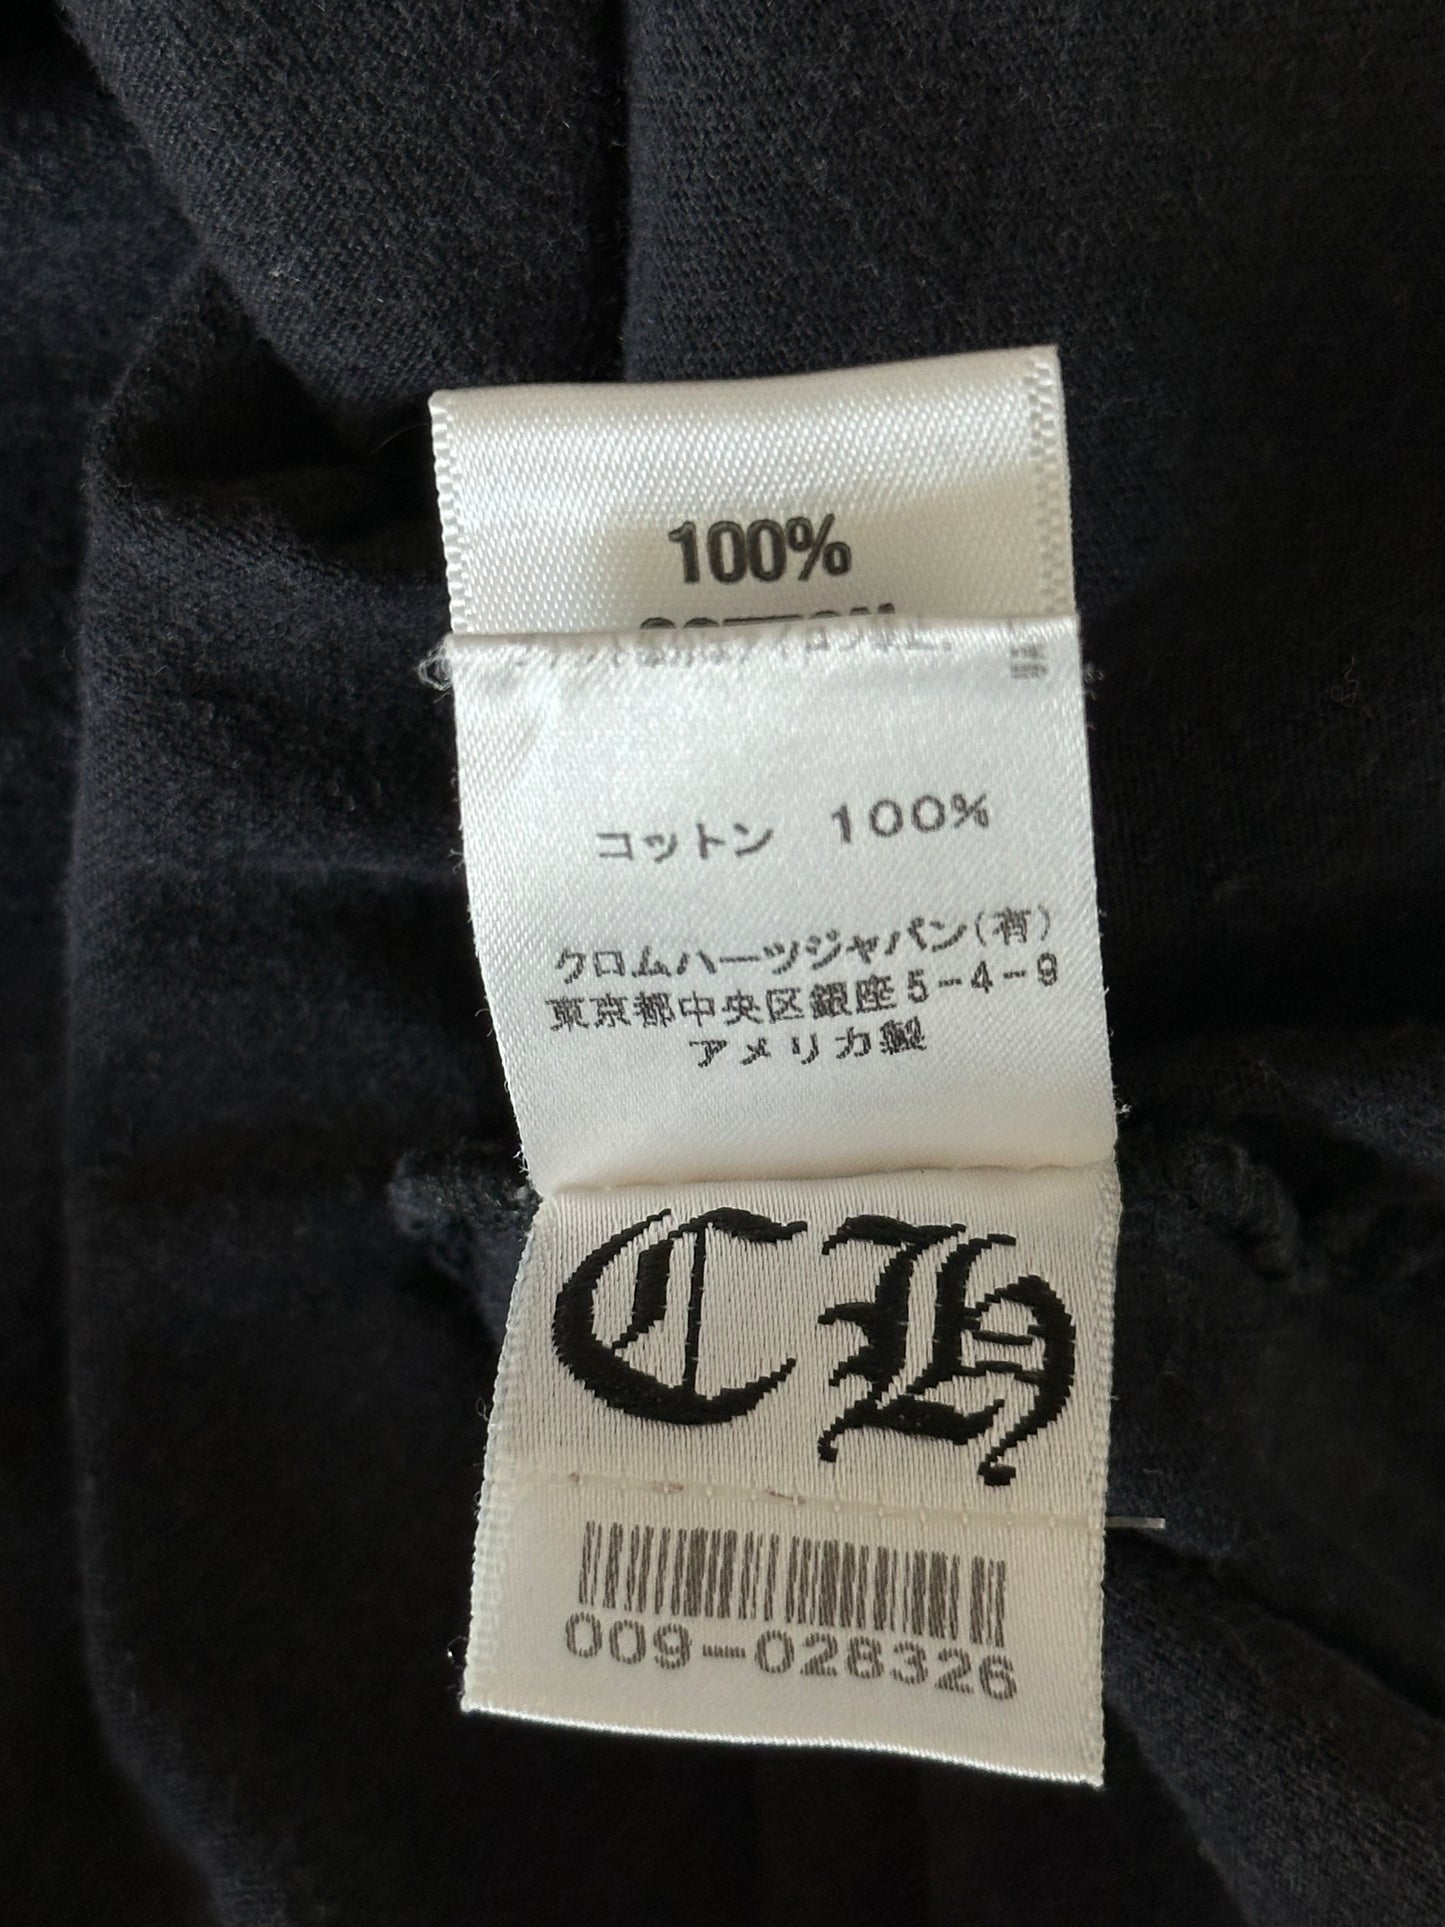 100%
コットン 100%
クロムハーツジャパン(有)
東京都中央区銀座5-4-9
アメリカ製
CH
009-028326